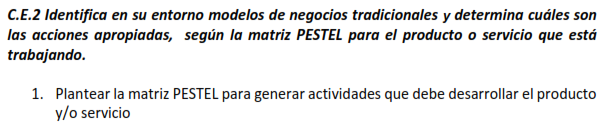 C.E.2 Identifica en su entorno modelos de negocios tradicionales y determina cuáles son
las acciones apropiadas, según la matriz PESTEL para el producto o servicio que está
trabajando.
1. Plantear la matriz PESTEL para generar actividades que debe desarrollar el producto
y/o servicio